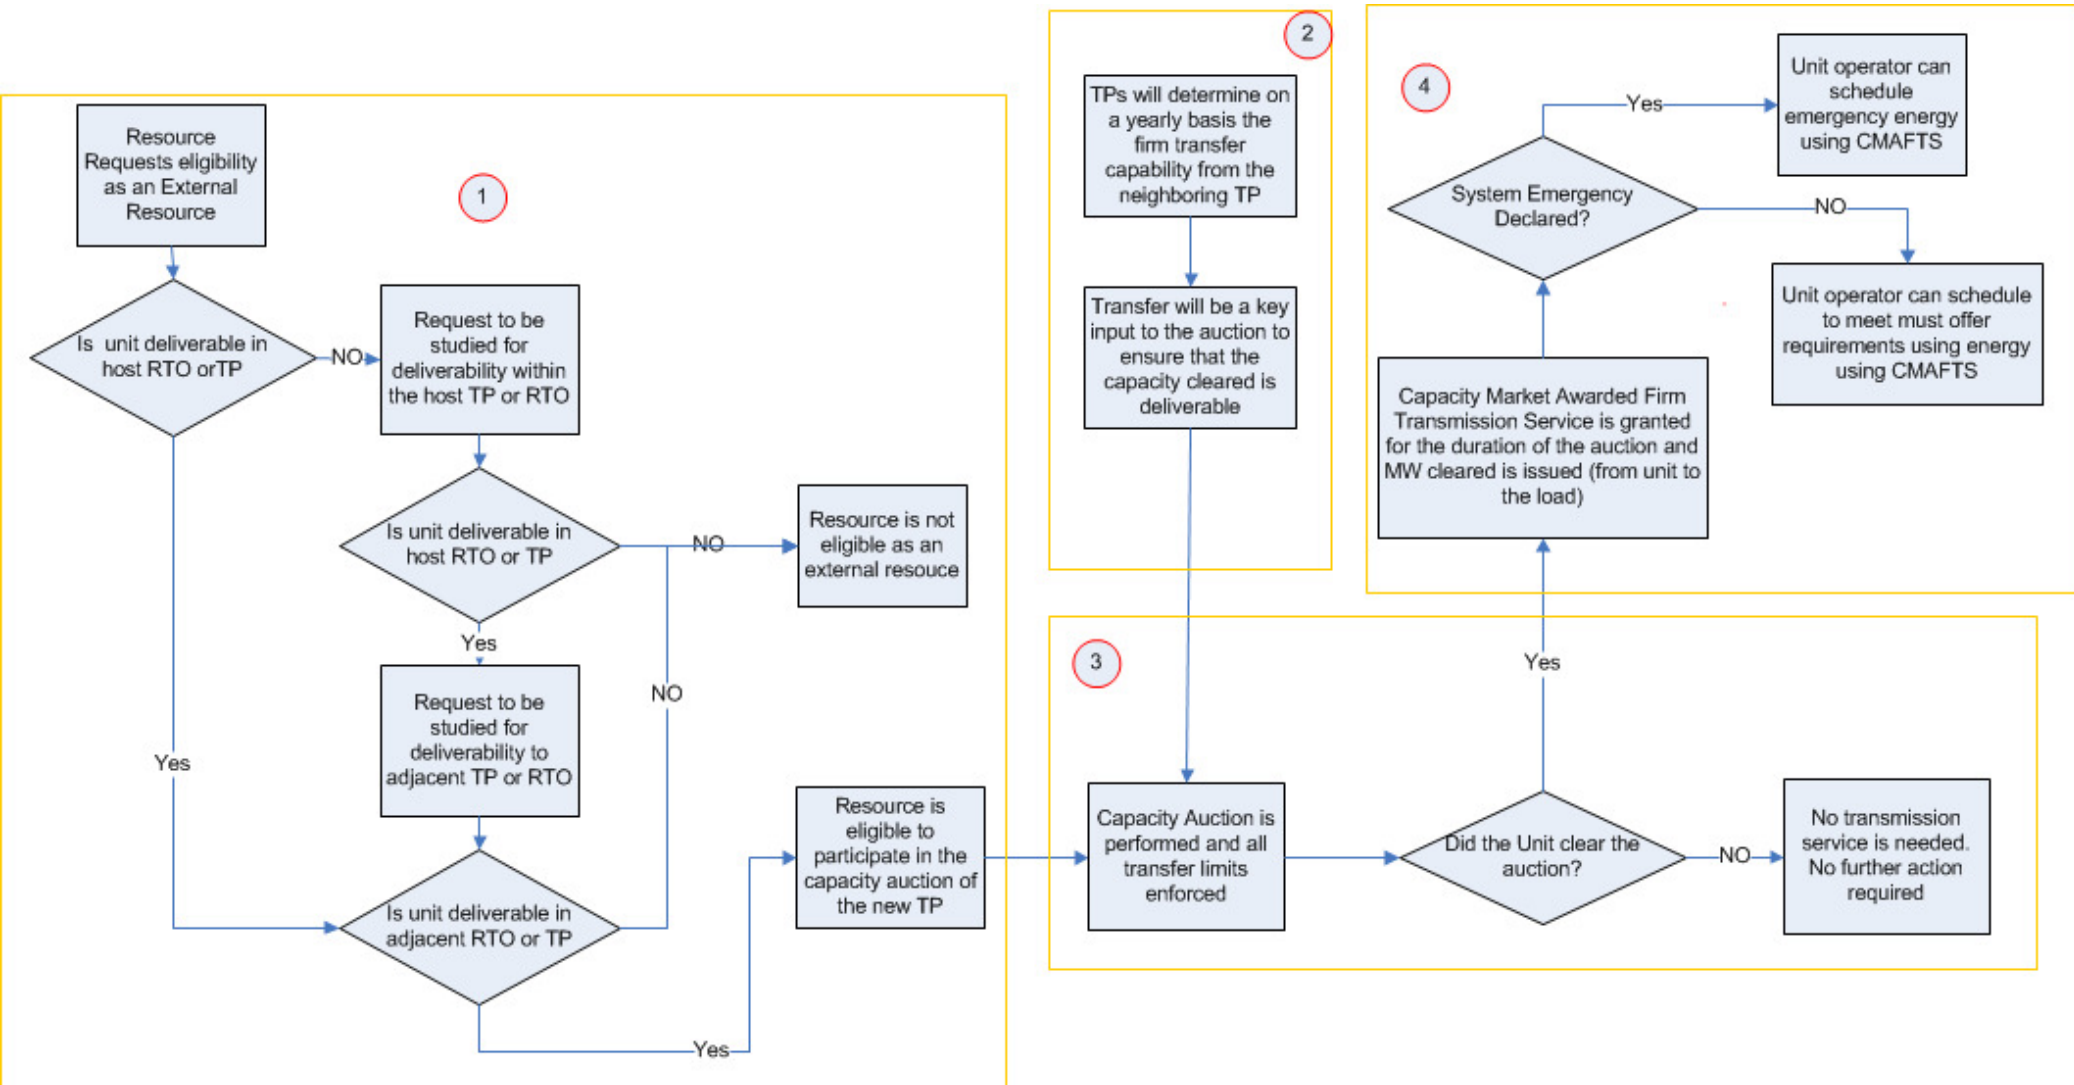 1
Resource
Requests eligibility
as an External
Resource
Is  unit deliverable in
host RTO orTP
NO
Request to be
studied for
deliverability within
the host TP or RTO
Is unit deliverable in
host RTO or TP
NO
Resource is not
eligible as an
external resouce
Yes
Request to be
studied for
deliverability to
adjacent TP or RTO
NO
Yes
Is unit deliverable in
adjacent RTO or TP
Yes
Resource is
eligible to
participate in the
capacity auction of
the new TP
2
TPs will determine on
a yearly basis the
firm transfer
capability from the
neighboring TP
Transfer will be a key
input to the auction to
ensure that the
capacity cleared is
deliverable
3
Capacity Auction is
performed and all
transfer limits
enforced
Did the Unit clear the
auction?
NO
No transmission
service is needed.
No further action
required
Yes
4
Capacity Market Awarded Firm
Transmission Service is granted
for the duration of the auction and
MW cleared is issued (from unit to
the load)
System Emergency
Declared?
Yes
Unit operator can
schedule
emergency energy
using CMAFTS
NO
Unit operator can schedule
to meet must offer
requirements using energy
using CMAFTS